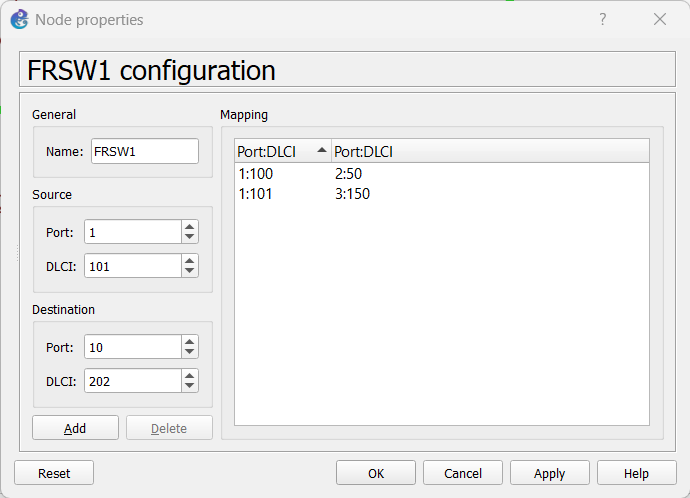 Node properties
FRSW1 configuration
General
Name: FRSW1
Source
Port: 1
DLCI: 101
Destination
Port: 10
DLCI: 202
Add Delete
Mapping
Port:DLCI Port:DLCI
1:100 2:50
1:101 3:150
Reset OK Cancel Apply Help